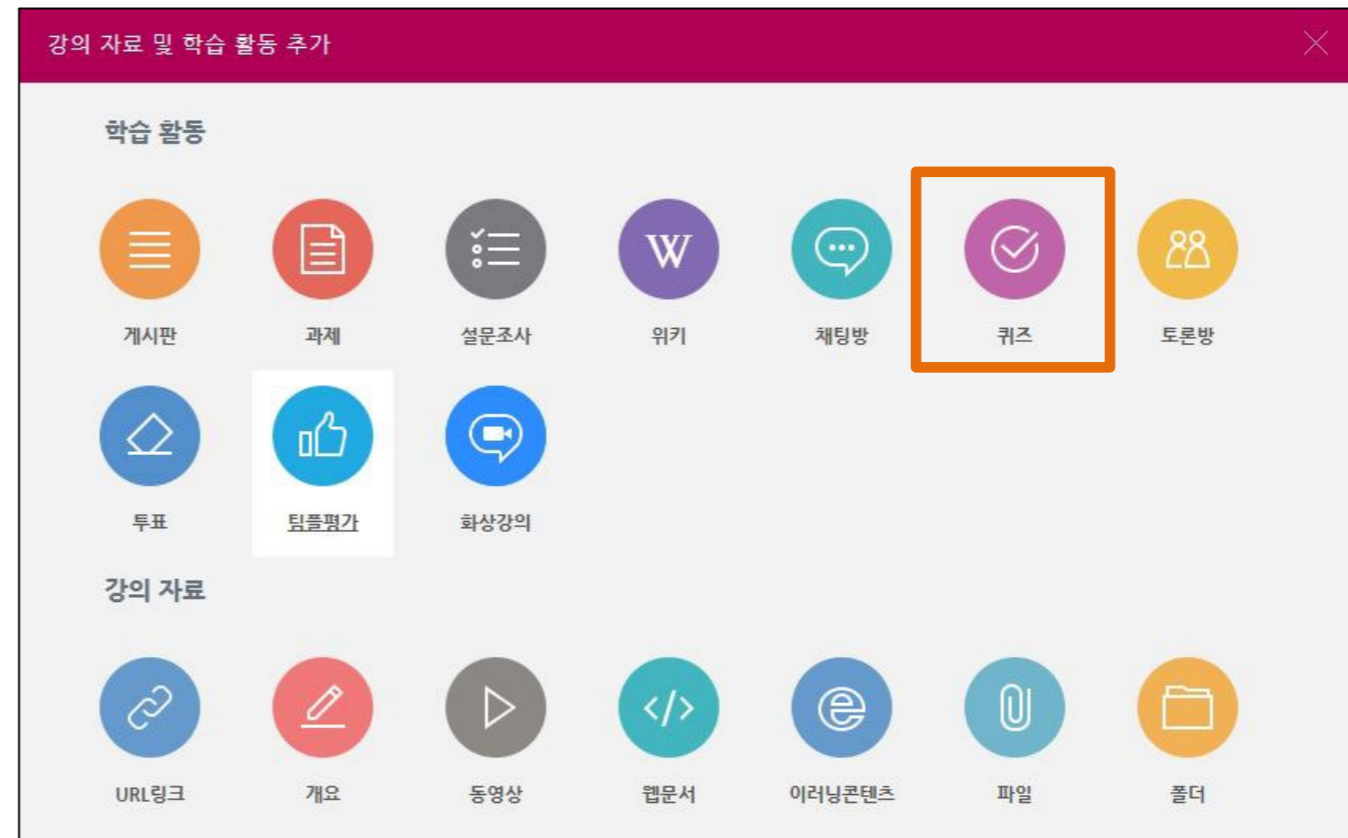 강의 자료 및 학습 활동 추가
학습 활동
게시판 과제 설문조사 위키 채팅방 퀴즈 토론방
투표 팀플평가 화상강의
강의 자료
URL링크 개요 동영상 웹문서 이러닝콘텐츠 파일 폴더